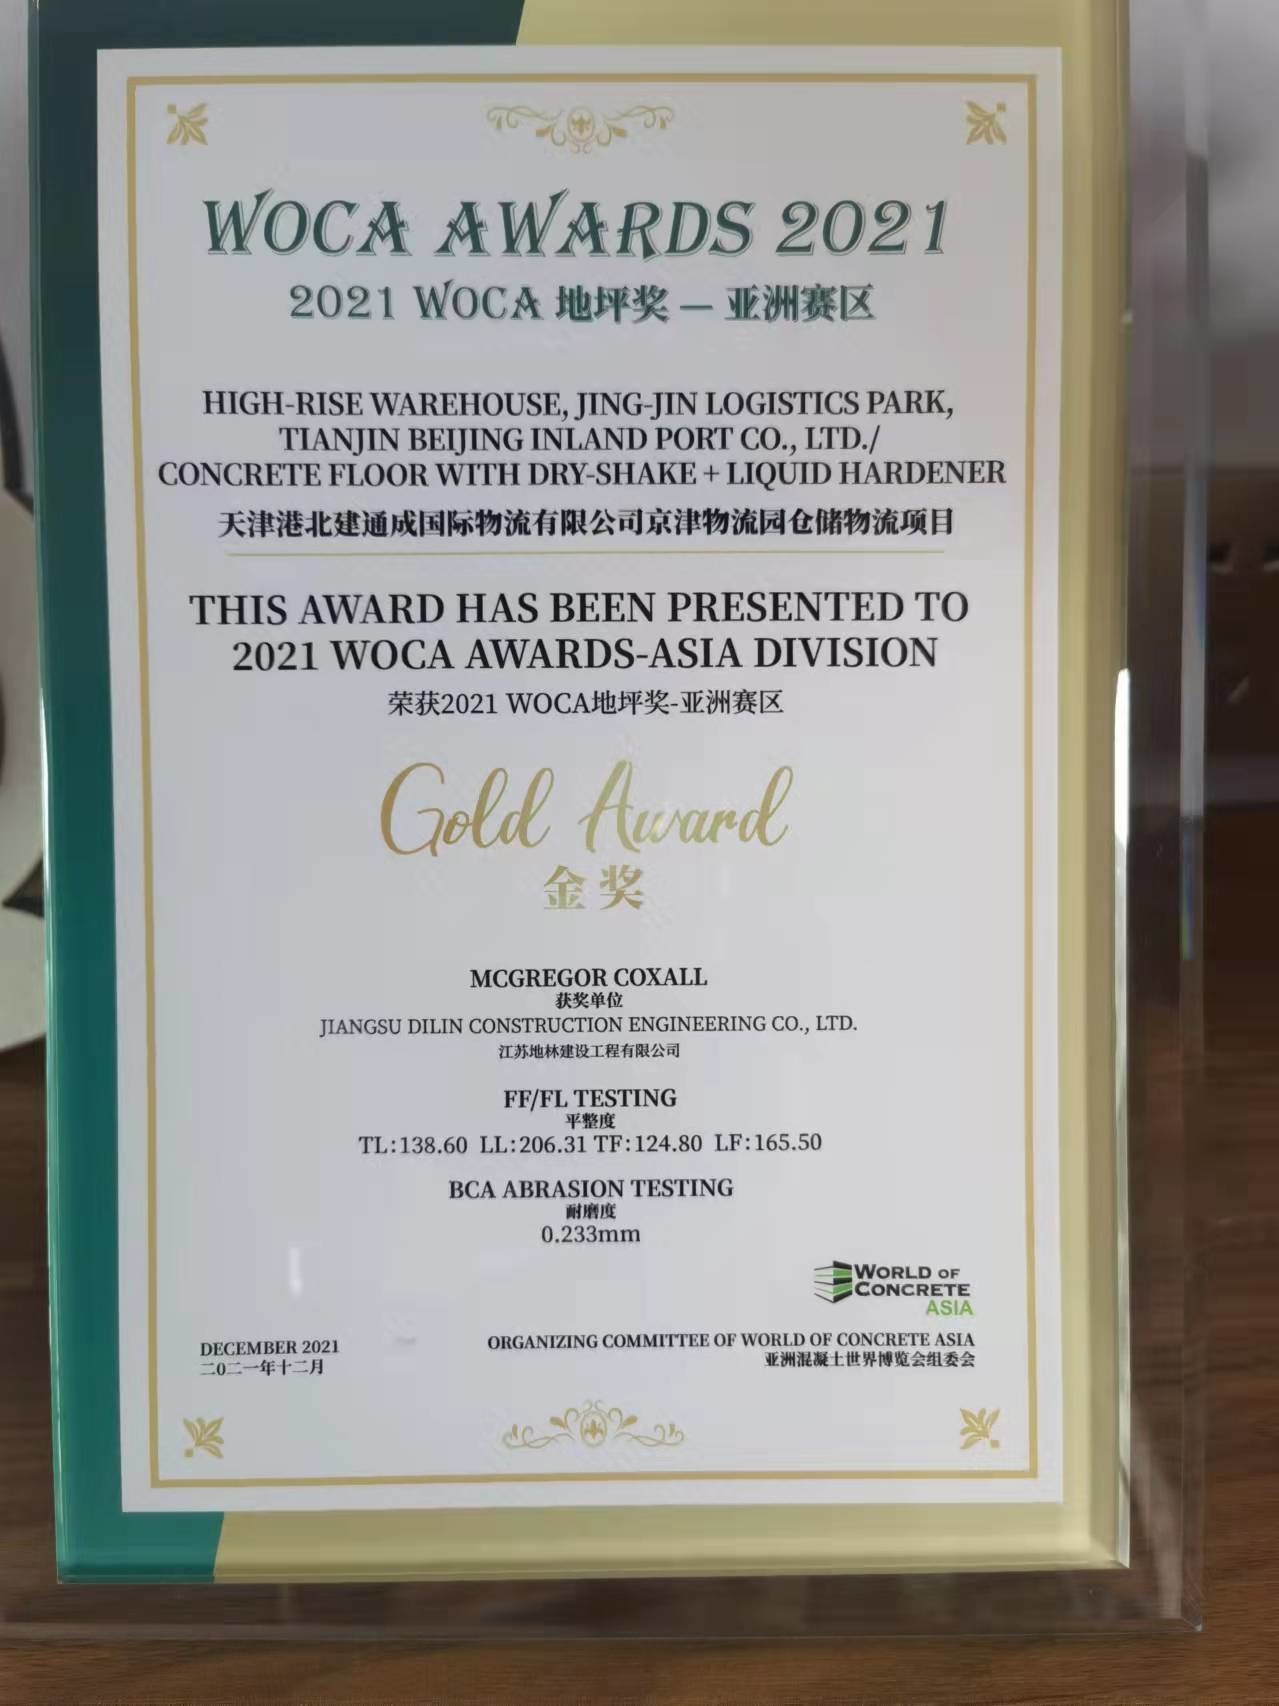 WOCA AWARDS 2021
2021 WOCA 地坪奖 — 亚洲赛区
HIGH-RISE WAREHOUSE, JING-JIN LOGISTICS PARK,
TIANJIN BEIJING INLAND PORT CO., LTD./
CONCRETE FLOOR WITH DRY-SHAKE + LIQUID HARDENER
天津港北建通成国际物流有限公司京津物流园仓储物流项目
THIS AWARD HAS BEEN PRESENTED TO
2021 WOCA AWARDS-ASIA DIVISION
荣获2021 WOCA地坪奖-亚洲赛区
Gold Award
金奖
MCGREGOR COXALL
获奖单位
JIANGSU DILIN CONSTRUCTION ENGINEERING CO., LTD.
江苏地林建设工程有限公司
FF/FL TESTING
平整度
TL:138.60 LL:206.31 TF:124.80 LF:165.50
BCA ABRASION TESTING
耐磨度
0.233mm
WORLD OF
CONCRETE
ASIA
DECEMBER 2021
二0二一年十二月
ORGANIZING COMMITTEE OF WORLD OF CONCRETE ASIA
亚洲混凝土世界博览会组委会